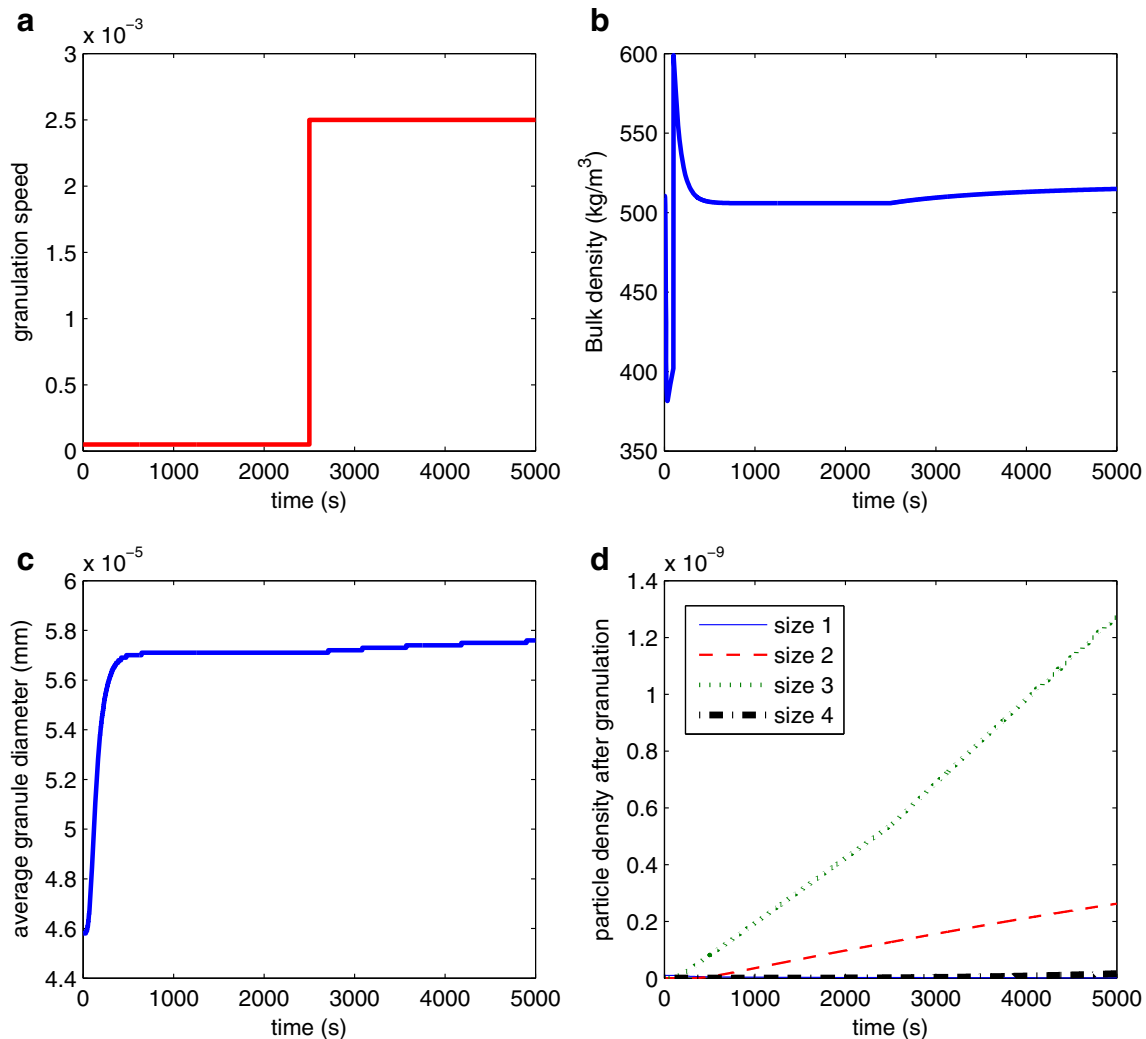 a
x 10⁻³
3
2.5
2
1.5
1
0.5
0
granulation speed
0 1000 2000 3000 4000 5000
time (s)
b
600
550
500
450
400
350
Bulk density (kg/m³)
0 1000 2000 3000 4000 5000
time (s)
c
x 10⁻⁵
6
5.8
5.6
5.4
5.2
5
4.8
4.6
4.4
average granule diameter (mm)
0 1000 2000 3000 4000 5000
time (s)
d
x 10⁻⁹
1.4
1.2
1
0.8
0.6
0.4
0.2
0
particle density after granulation
size 1
size 2
size 3
size 4
0 1000 2000 3000 4000 5000
time (s)